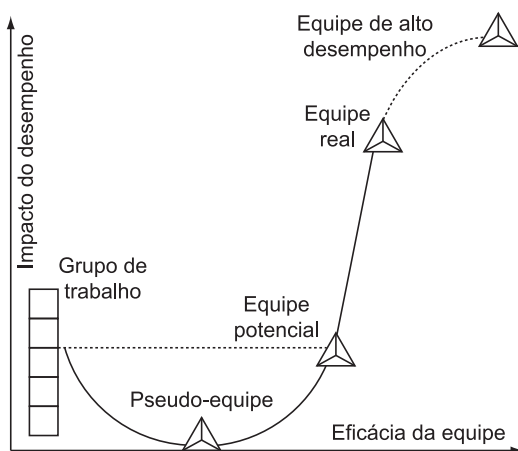 Equipe de alto
desempenho
Equipe
real
Impacto do desempenho
Grupo de
trabalho
Equipe
potencial
Pseudo-equipe
Eficácia da equipe